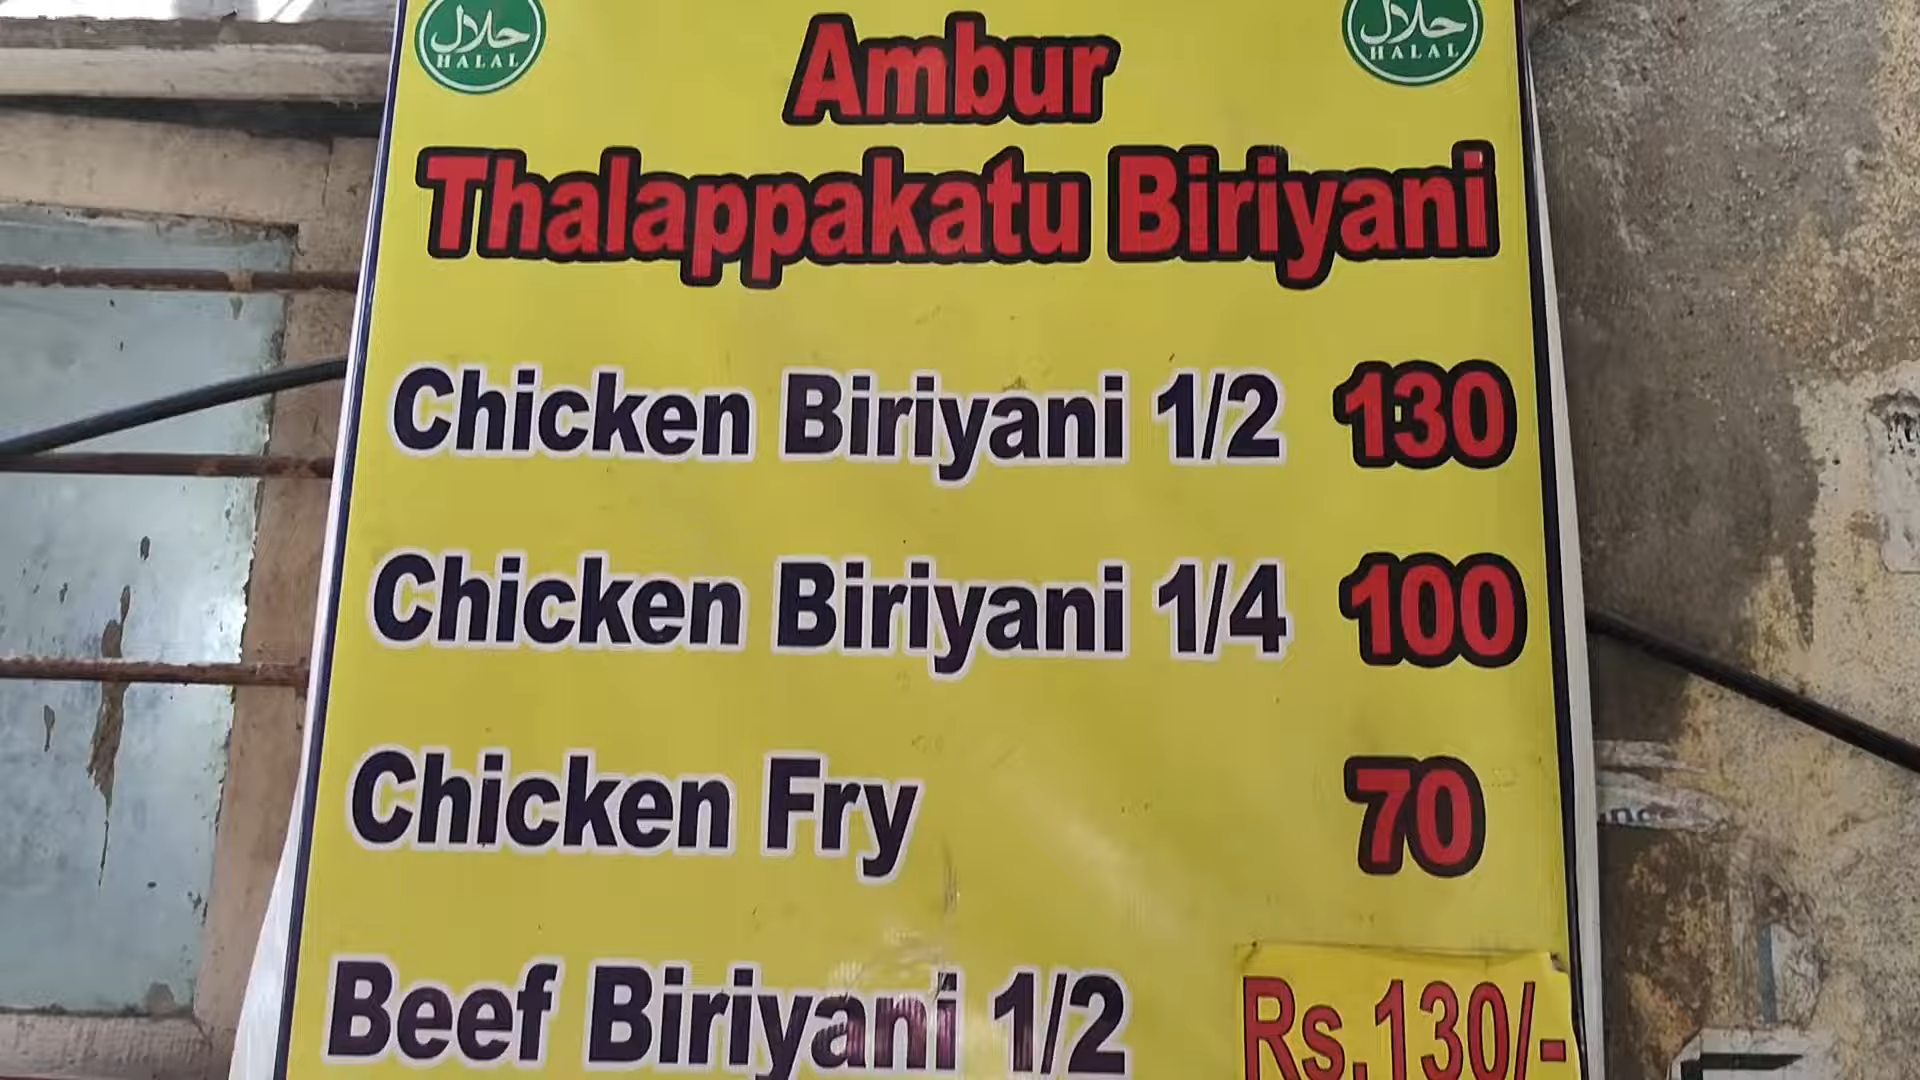 حلال
HALAL
حلال
HALAL
Ambur
Thalappakatu Biriyani
Chicken Biriyani 1/2 130
Chicken Biriyani 1/4 100
Chicken Fry 70
Beef Biriyani 1/2 Rs.130/-